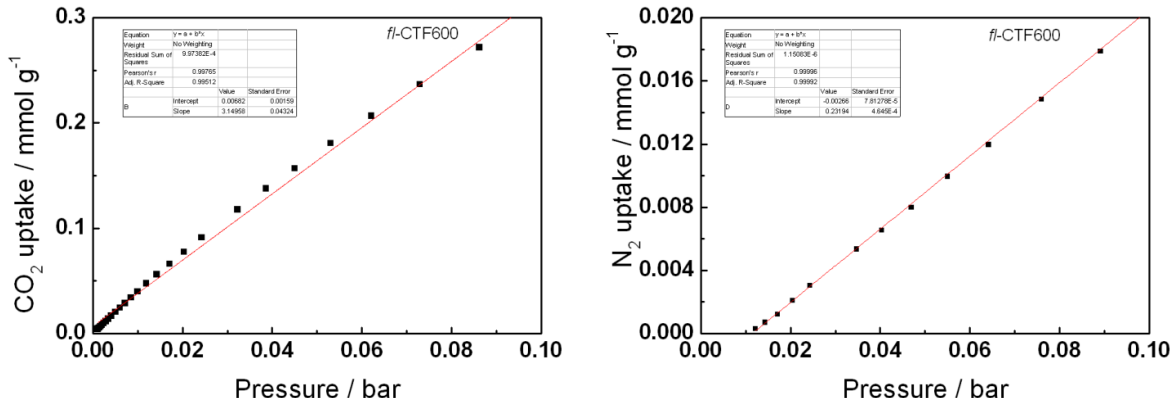 0.3
0.2
0.1
0.0
CO2 uptake / mmol g-1
Equation y = a + b*x
Weight No Weighting
Residual Sum of Squares 9.97382E-4
Pearson's r 0.99765
Adj. R-Square 0.99512
Value Standard Error
B Intercept 0.00682 0.00159
Slope 3.14958 0.04324
fl-CTF600
0.00 0.02 0.04 0.06 0.08 0.10
Pressure / bar
0.020
0.016
0.012
0.008
0.004
0.000
N2 uptake / mmol g-1
Equation y = a + b*x
Weight No Weighting
Residual Sum of Squares 1.15083E-6
Pearson's r 0.99996
Adj. R-Square 0.99992
Value Standard Error
D Intercept -0.00266 7.81278E-5
Slope 0.23194 4.645E-4
fl-CTF600
0.00 0.02 0.04 0.06 0.08 0.10
Pressure / bar